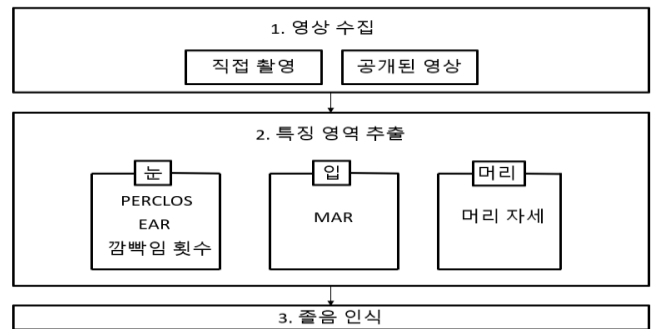 1. 영상 수집
직접 촬영
공개된 영상
2. 특징 영역 추출
눈
입
머리
PERCLOS
EAR
깜빡임 횟수
MAR
머리 자세
3. 졸음 인식